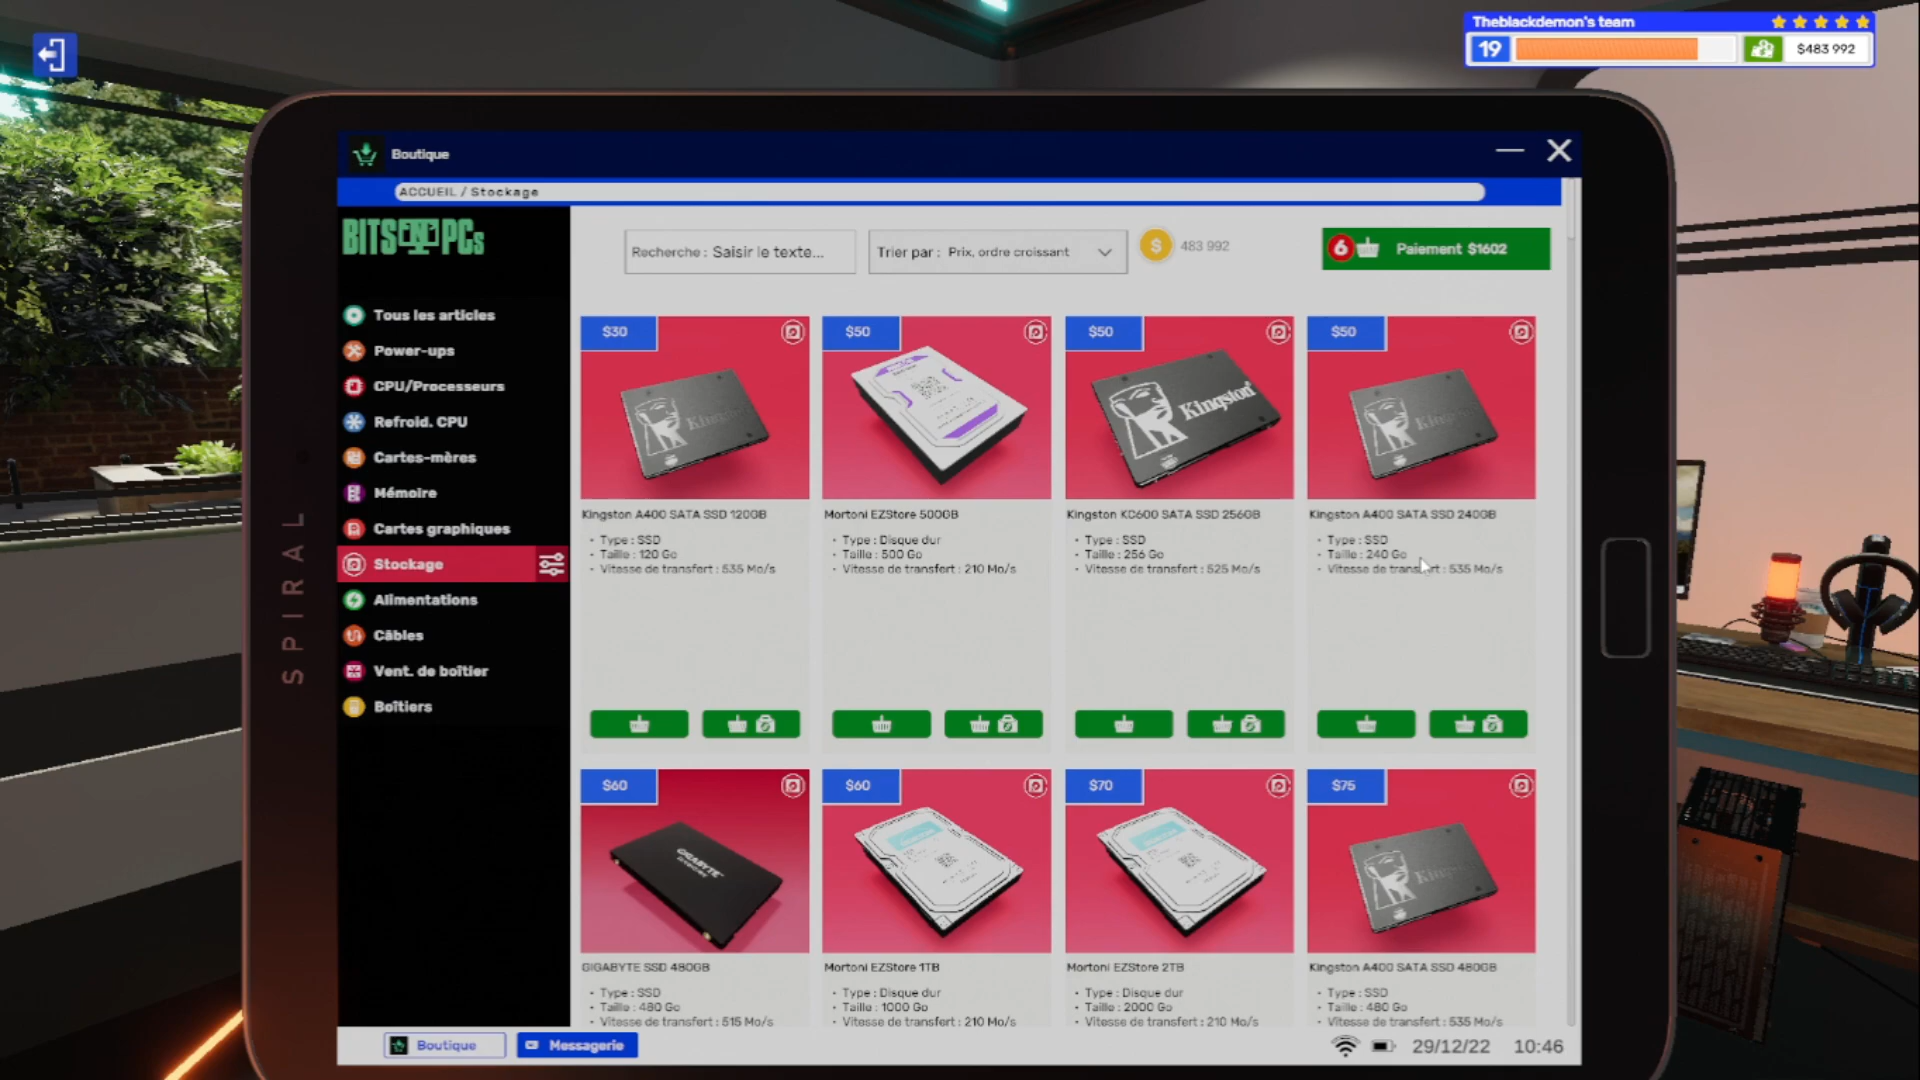 Theblackdemon's team
19
$483 992
Boutique
ACCUEIL / Stockage
BITS N PCs
Recherche : Saisir le texte...
Trier par : Prix, ordre croissant
$ 483 992
6 Paiement $1602
Tous les articles
Power-ups
CPU/Processeurs
Refroid. CPU
Cartes-mères
Mémoire
Cartes graphiques
Stockage
Alimentations
Câbles
Vent. de boîtier
Boîtiers
$30
Kingston
Kingston A400 SATA SSD 120GB
• Type : SSD
• Taille : 120 Go
• Vitesse de transfert : 535 Mo/s
$50
Mortoni EZStore 500GB
• Type : Disque dur
• Taille : 500 Go
• Vitesse de transfert : 210 Mo/s
$50
Kingston
Kingston KC600 SATA SSD 256GB
• Type : SSD
• Taille : 256 Go
• Vitesse de transfert : 525 Mo/s
$50
Kingston
Kingston A400 SATA SSD 240GB
• Type : SSD
• Taille : 240 Go
• Vitesse de transfert : 535 Mo/s
$60
GIGABYTE
GIGABYTE SSD 480GB
• Type : SSD
• Taille : 480 Go
• Vitesse de transfert : 515 Mo/s
$60
Mortoni EZStore 1TB
• Type : Disque dur
• Taille : 1000 Go
• Vitesse de transfert : 210 Mo/s
$70
Mortoni EZStore 2TB
• Type : Disque dur
• Taille : 2000 Go
• Vitesse de transfert : 210 Mo/s
$75
Kingston
Kingston A400 SATA SSD 480GB
• Type : SSD
• Taille : 480 Go
• Vitesse de transfert : 535 Mo/s
SPIRAL
Boutique
Messagerie
29/12/22
10:46